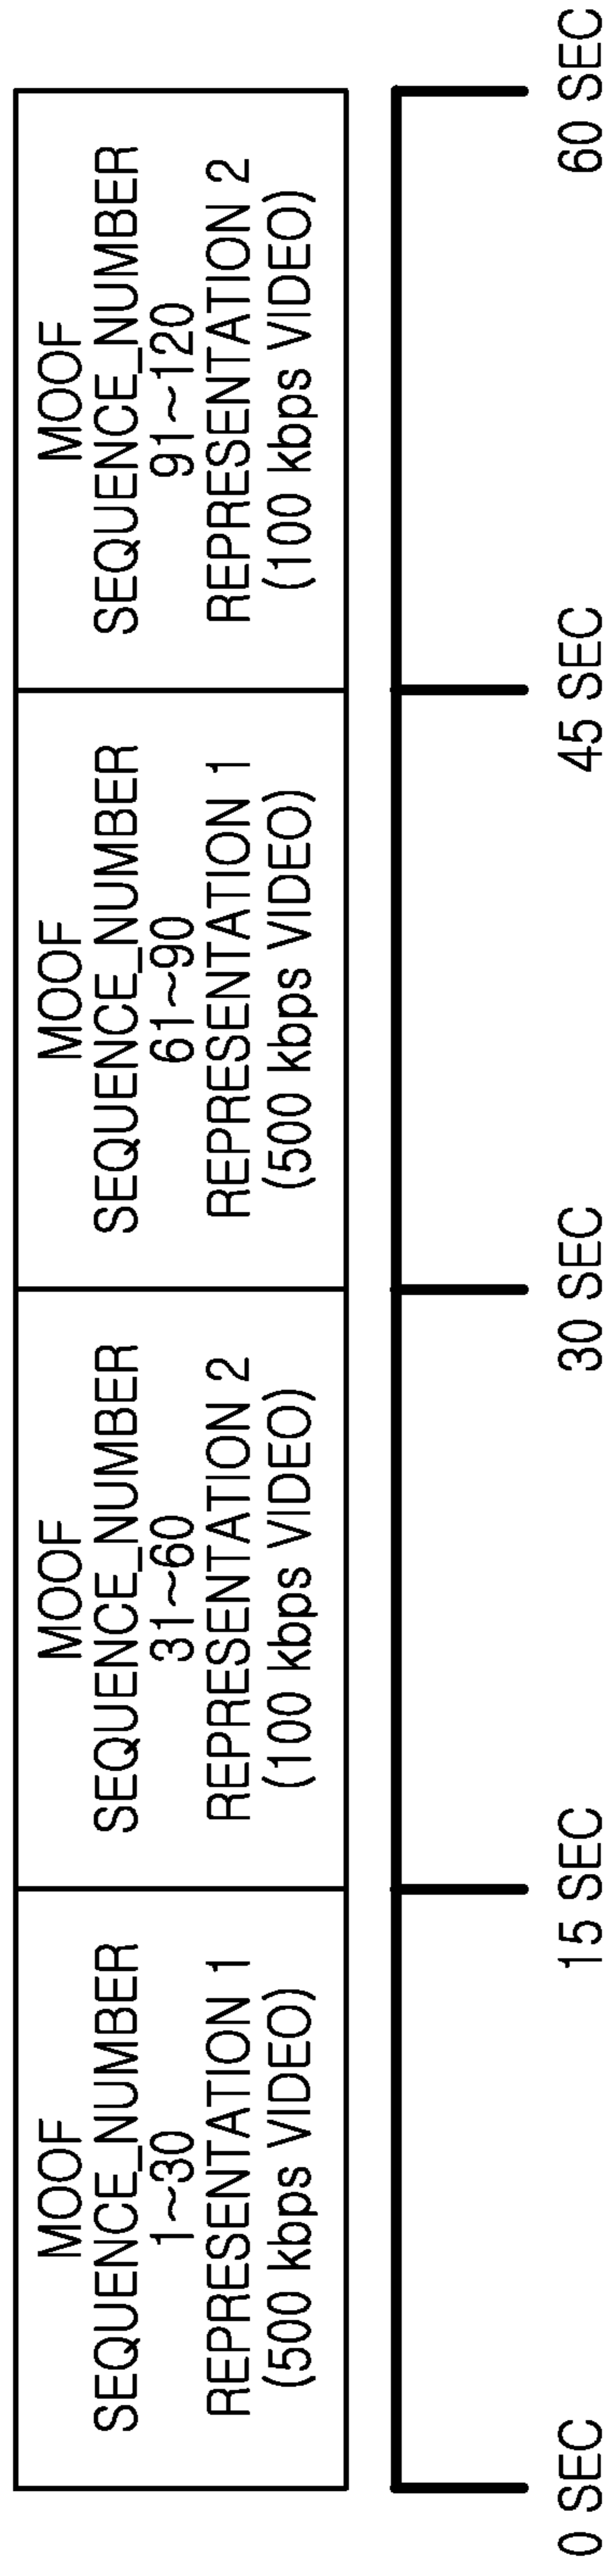 MOOF
SEQUENCE_NUMBER
1~30
REPRESENTATION 1
(500 kbps VIDEO)
MOOF
SEQUENCE_NUMBER
31~60
REPRESENTATION 2
(100 kbps VIDEO)
MOOF
SEQUENCE_NUMBER
61~90
REPRESENTATION 1
(500 kbps VIDEO)
MOOF
SEQUENCE_NUMBER
91~120
REPRESENTATION 2
(100 kbps VIDEO)
0 SEC
15 SEC
30 SEC
45 SEC
60 SEC